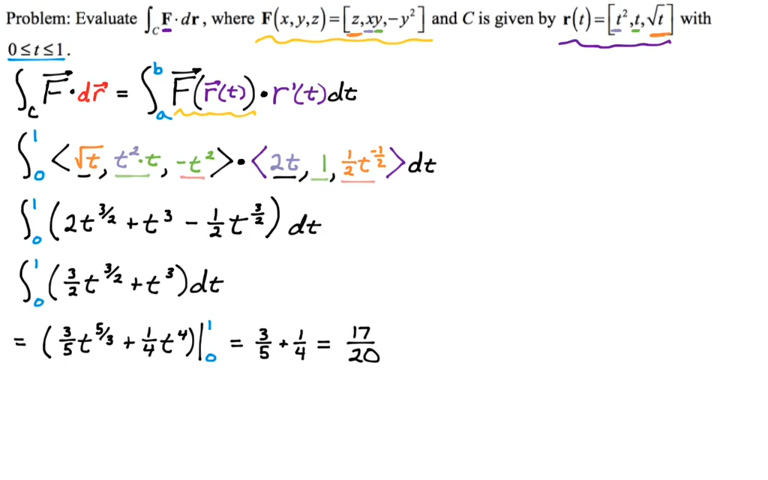 Problem: Evaluate ∫_C F · dr, where F(x,y,z)=[z,xy,−y²] and C is given by r(t)=[t²,t,√t] with
0≤t≤1.
∫_C F⃗ · dr⃗ = ∫_a^b F⃗(r⃗(t)) · r'(t)dt
∫_0^1 <√t, t²·t, -t²> · <2t, 1, 1/2 t^(-1/2)> dt
∫_0^1 (2t^(3/2) + t³ - 1/2 t^(3/2)) dt
∫_0^1 (3/2 t^(3/2) + t³) dt
= (3/5 t^(5/3) + 1/4 t⁴)|_0^1 = 3/5 + 1/4 = 17/20